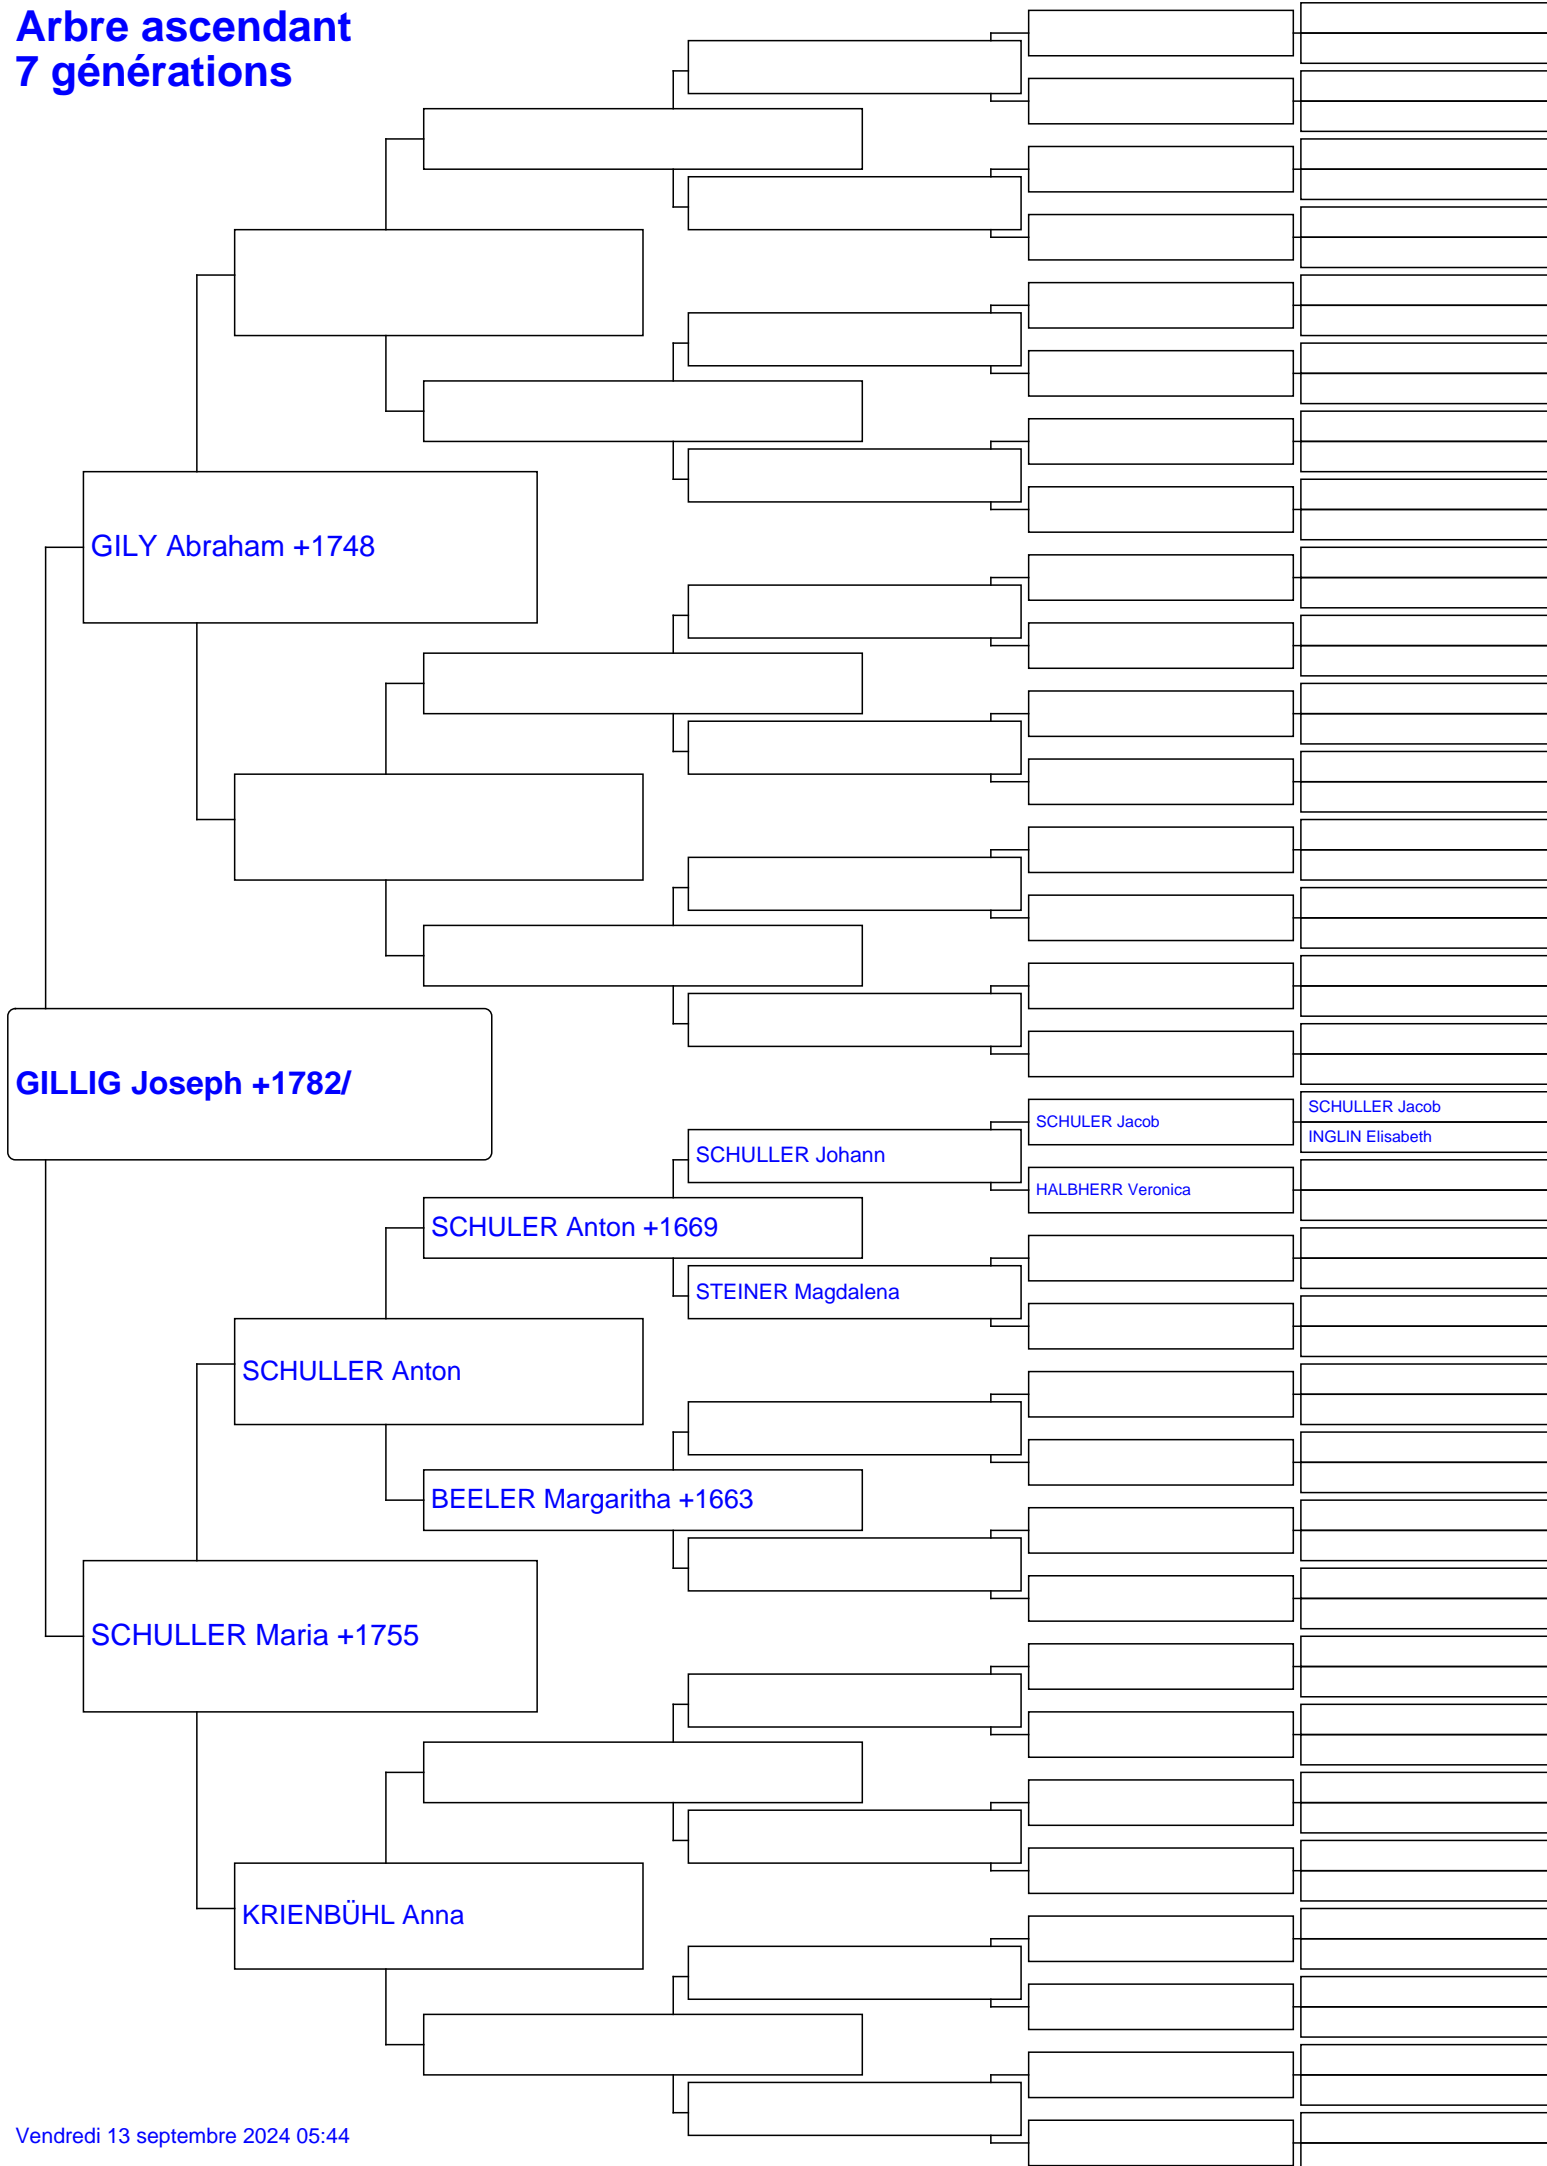 Arbre ascendant
7 générations
GILY Abraham +1748
GILLIG Joseph +1782/
SCHULLER Jacob
SCHULER Jacob
INGLIN Elisabeth
SCHULLER Johann
HALBHERR Veronica
SCHULER Anton +1669
STEINER Magdalena
SCHULLER Anton
BEELER Margaritha +1663
SCHULLER Maria +1755
KRIENBÜHL Anna
Vendredi 13 septembre 2024 05:44